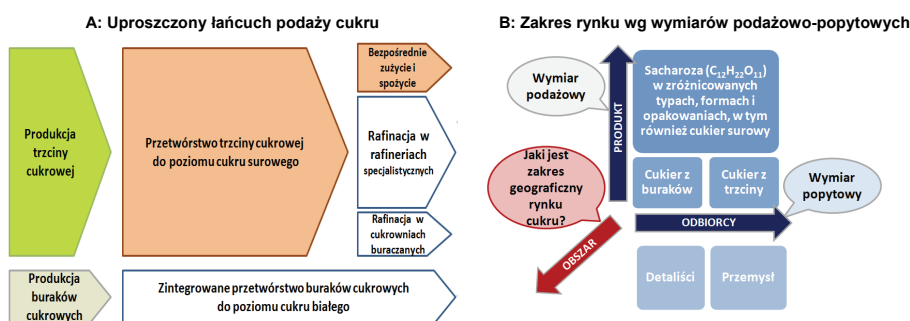 A: Uproszczony łańcuch podaży cukru
Produkcja
trzciny
cukrowej
Przetwórstwo trzciny cukrowej
do poziomu cukru surowego
Bezpośrednie
zużycie i
spożycie
Rafinacja w
rafineriach
specjalistycznych
Rafinacja w
cukrowniach
buraczanych
Produkcja
buraków
cukrowych
Zintegrowane przetwórstwo buraków cukrowych
do poziomu cukru białego
B: Zakres rynku wg wymiarów podażowo-popytowych
Wymiar
podażowy
PRODUKT
Sacharoza (C₁₂H₂₂O₁₁)
w zróżnicowanych
typach, formach i
opakowaniach, w tym
również cukier surowy
Jaki jest
zakres
geograficzny
rynku
cukru?
Cukier z
buraków
Cukier z
trzciny
Wymiar
popytowy
ODBIORCY
OBSZAR
Detaliści
Przemysł